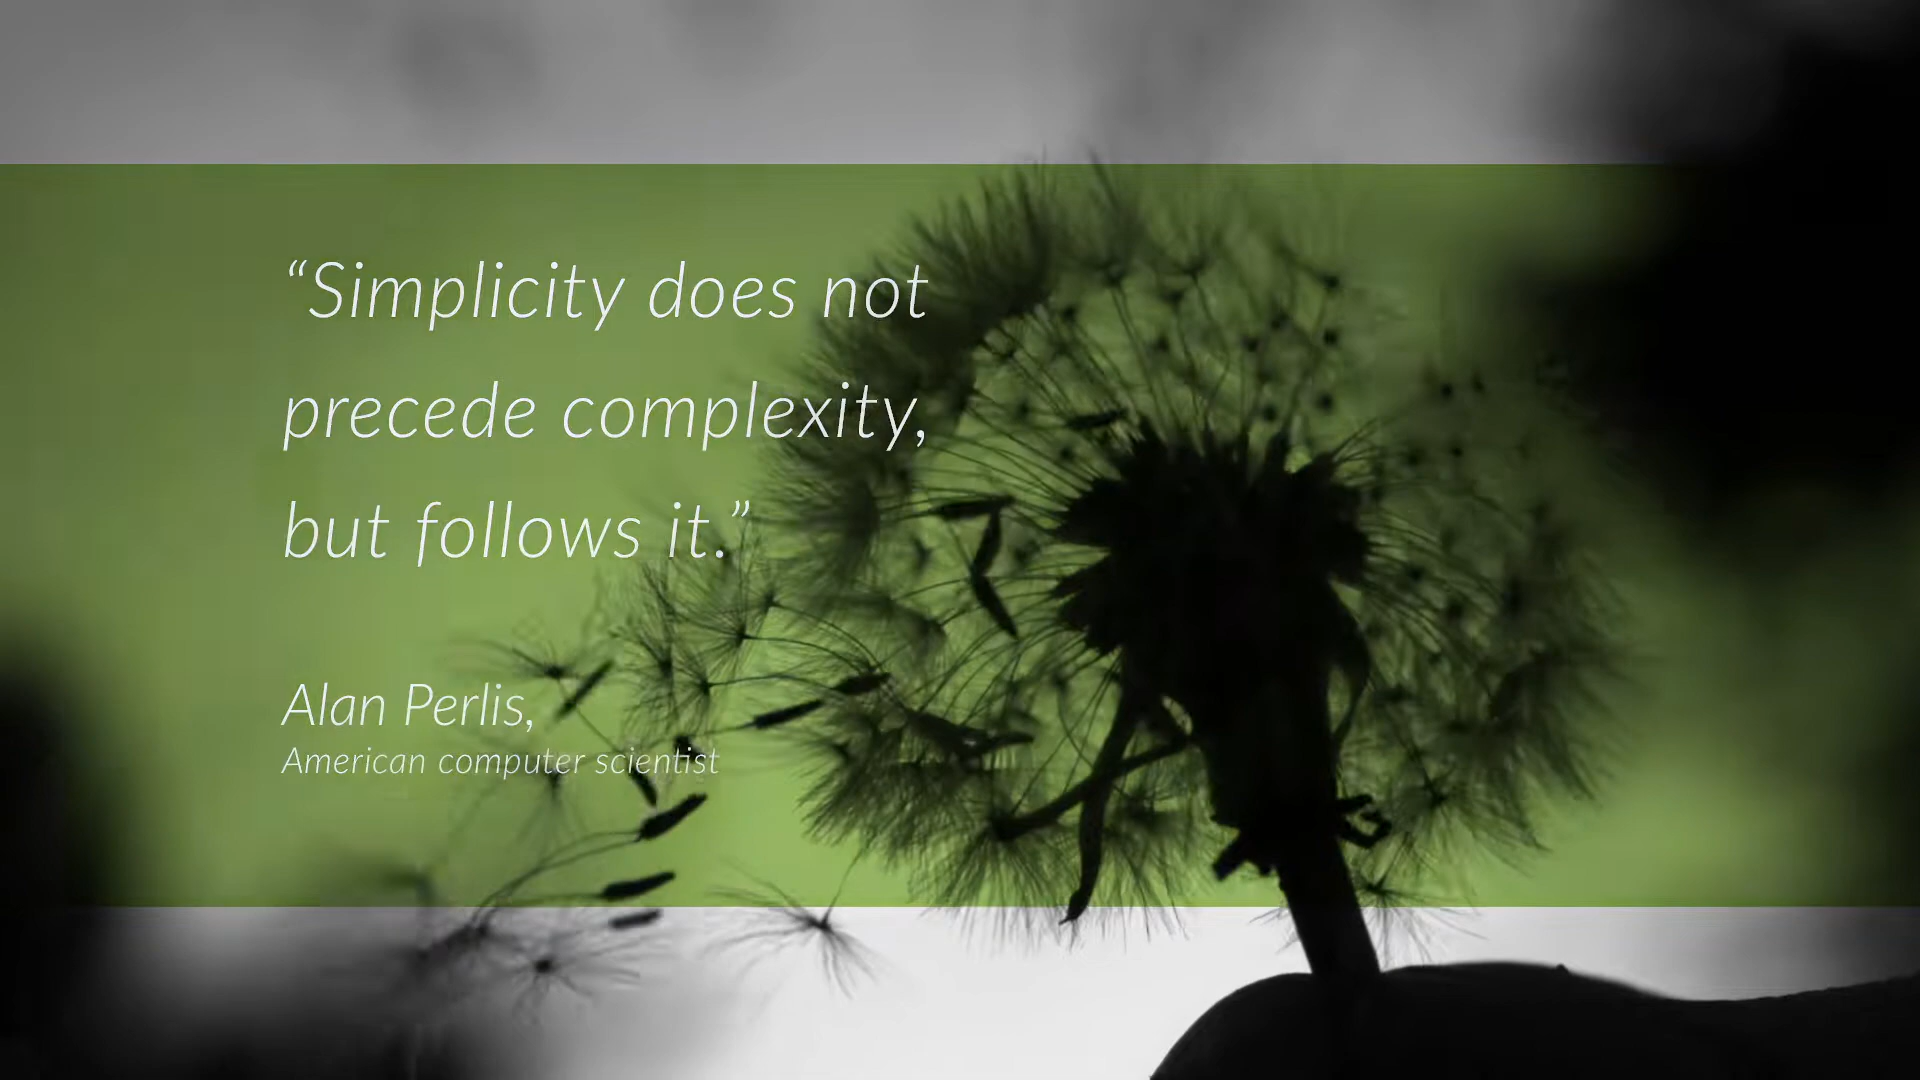 “Simplicity does not
precede complexity,
but follows it.”
Alan Perlis,
American computer scientist